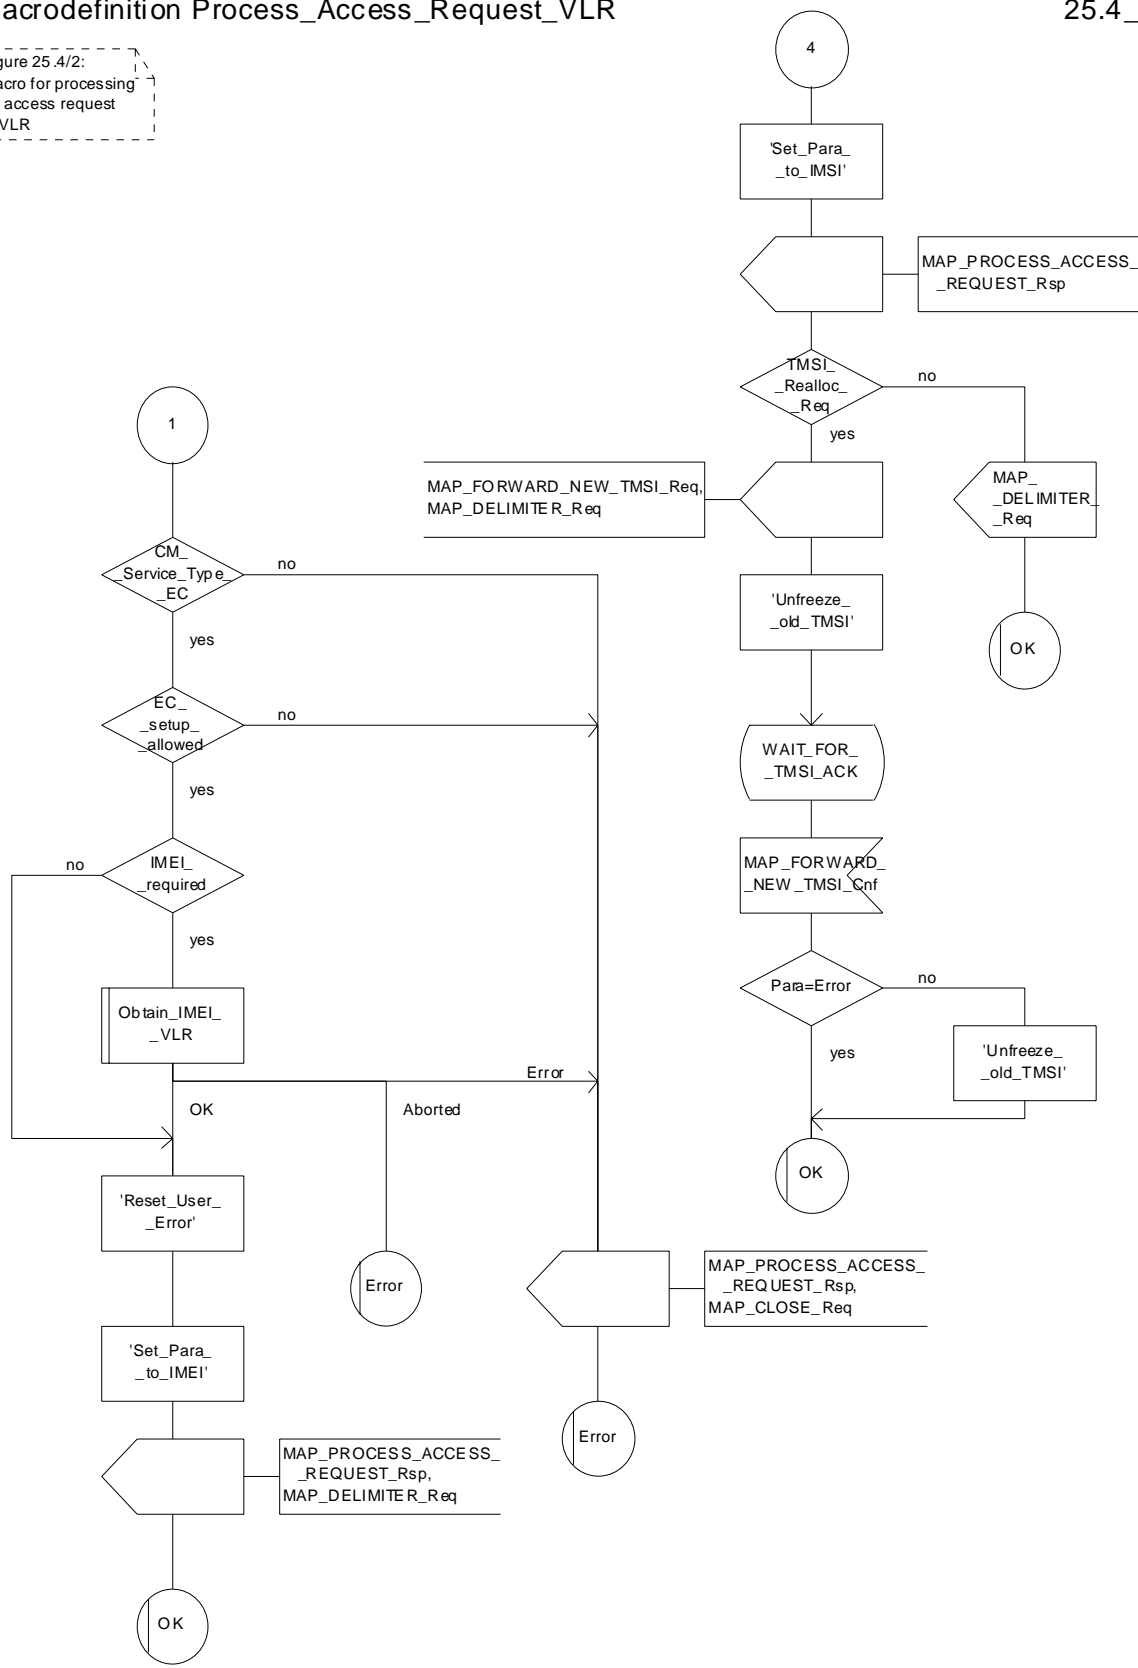 acrodefinition Process_Access_Request_VLR
25.4_
gure 25.4/2:
acro for processing
access request
VLR
1
CM_
_Service_Type_
_EC
no
yes
EC_
_setup_
_allowed
no
yes
IMEI_
_required
no
yes
Obtain_IMEI_
_VLR
Error
OK
Aborted
'Reset_User_
_Error'
Error
'Set_Para_
_to_IMEI'
MAP_PROCESS_ACCESS_
_REQUEST_Rsp,
MAP_DELIMITER_Req
OK
MAP_PROCESS_ACCESS_
_REQUEST_Rsp,
MAP_CLOSE_Req
Error
4
'Set_Para_
_to_IMSI'
MAP_PROCESS_ACCESS_
_REQUEST_Rsp
TMSI_
_Realloc_
_Req
no
yes
MAP_FORWARD_NEW_TMSI_Req,
MAP_DELIMITER_Req
MAP_
_DELIMITER_
_Req
'Unfreeze_
_old_TMSI'
OK
WAIT_FOR_
_TMSI_ACK
MAP_FORWARD_
_NEW_TMSI_Cnf
Para=Error
no
yes
'Unfreeze_
_old_TMSI'
OK